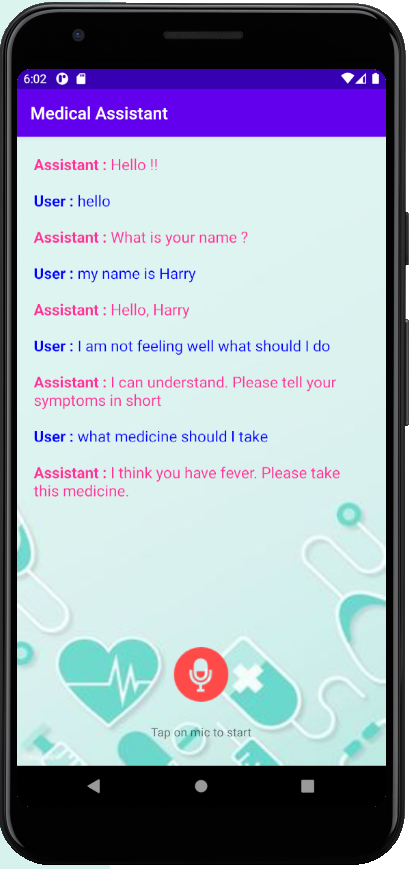 6:02
Medical Assistant
Assistant : Hello !!
User : hello
Assistant : What is your name ?
User : my name is Harry
Assistant : Hello, Harry
User : I am not feeling well what should I do
Assistant : I can understand. Please tell your
symptoms in short
User : what medicine should I take
Assistant : I think you have fever. Please take
this medicine.
Tap on mic to start